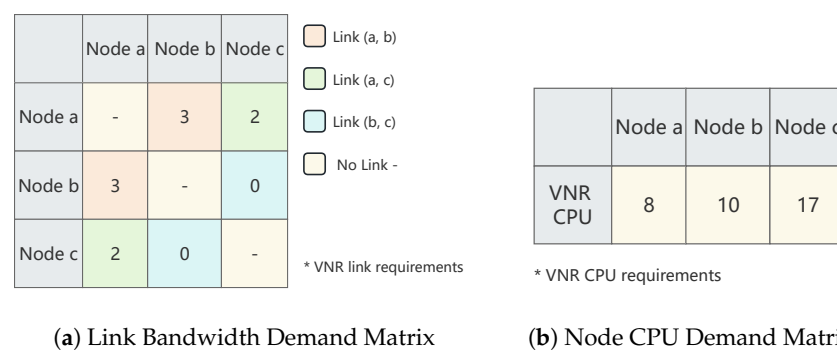 Node a Node b Node c
Node a - 3 2
Node b 3 - 0
Node c 2 0 -
Link (a, b)
Link (a, c)
Link (b, c)
No Link -
* VNR link requirements
(a) Link Bandwidth Demand Matrix
Node a Node b Node
VNR
CPU
8 10 17
* VNR CPU requirements
(b) Node CPU Demand